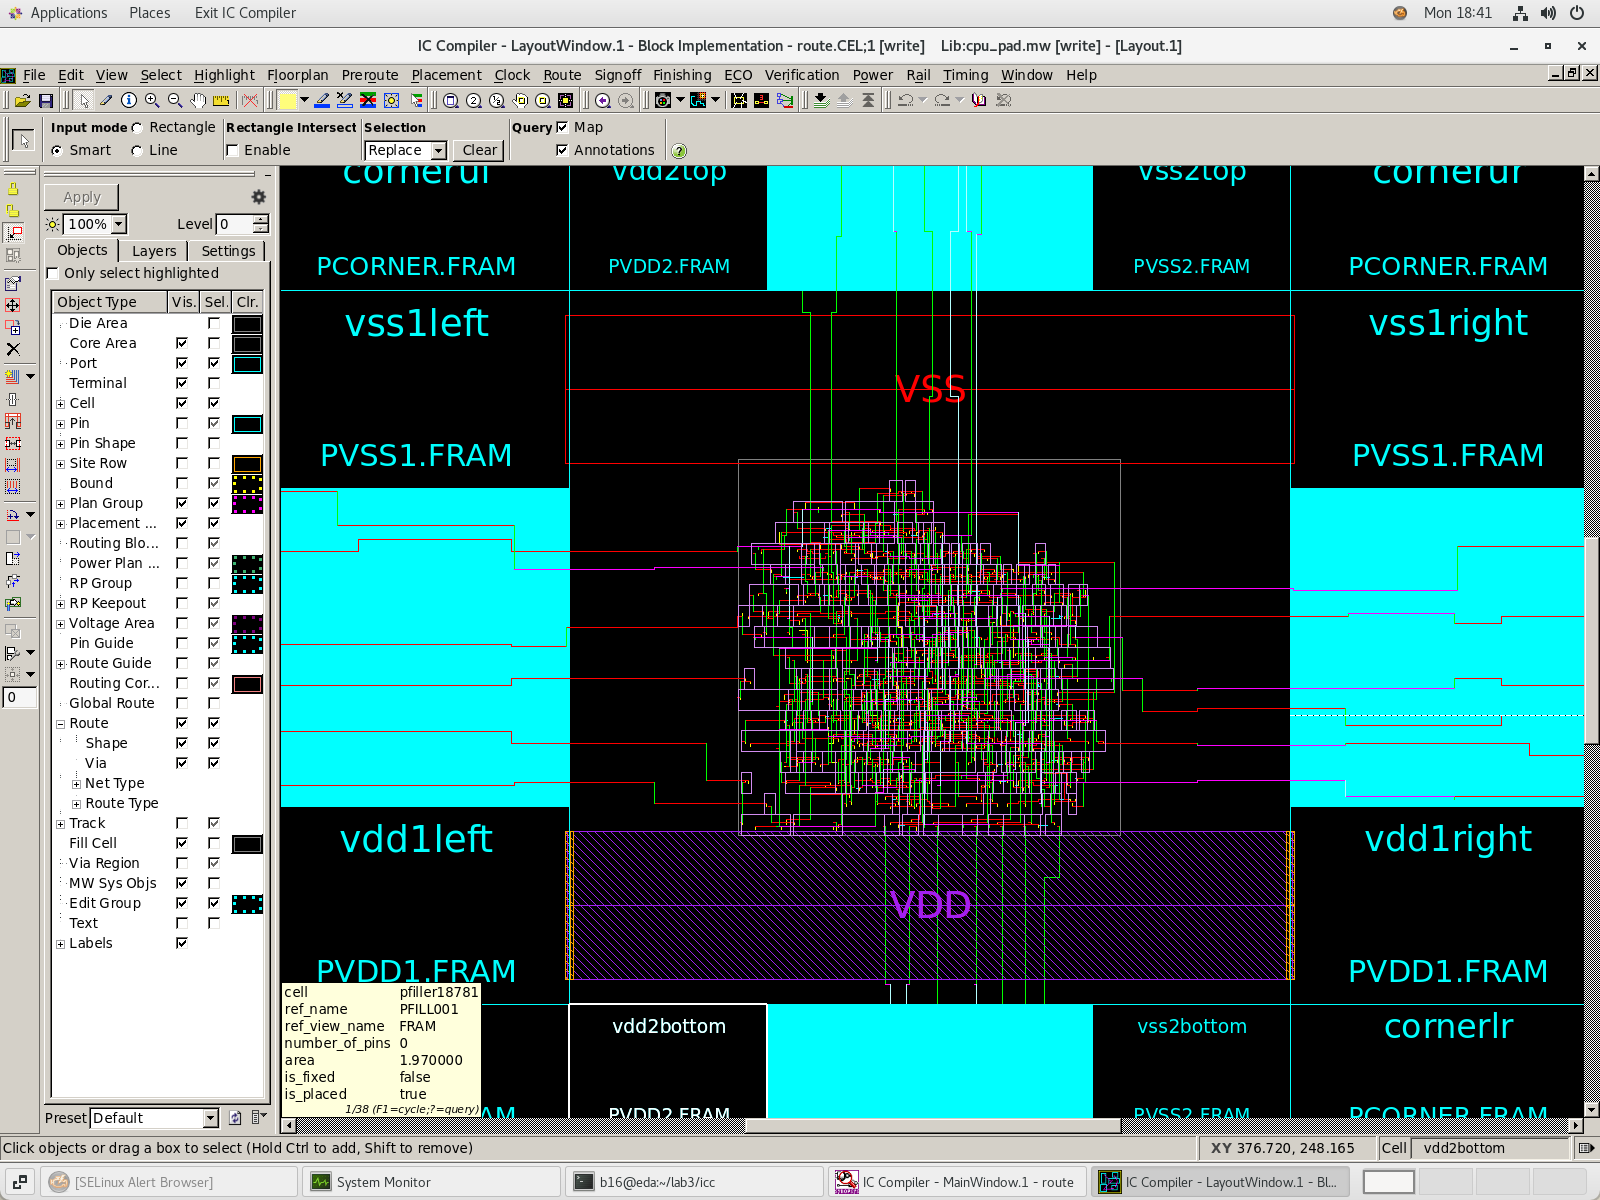 Applications Places Exit IC Compiler Mon 18:41
IC Compiler - LayoutWindow.1 - Block Implementation - route.CEL;1 [write] Lib:cpu_pad.mw [write] - [Layout.1]
File Edit View Select Highlight Floorplan Preroute Placement Clock Route Signoff Finishing ECO Verification Power Rail Timing Window Help
Input mode Rectangle Rectangle Intersect Selection Query Map
Smart Line Enable Replace Clear Annotations
Apply
100% Level 0
Objects Layers Settings
Only select highlighted
Object Type Vis. Sel. Clr.
Die Area
Core Area
Port
Terminal
Cell
Pin
Pin Shape
Site Row
Bound
Plan Group
Placement ...
Routing Blo...
Power Plan ...
RP Group
RP Keepout
Voltage Area
Pin Guide
Route Guide
Routing Cor...
Global Route
Route
Shape
Via
Net Type
Route Type
Track
Fill Cell
Via Region
MW Sys Objs
Edit Group
Text
Labels
0
Preset Default
cornerul vdd2top vss2top cornerur
PCORNER.FRAM PVDD2.FRAM PVSS2.FRAM PCORNER.FRAM
vss1left vss1right
VSS
PVSS1.FRAM PVSS1.FRAM
vdd1left vdd1right
VDD
PVDD1.FRAM PVDD1.FRAM
vdd2bottom vss2bottom cornerlr
PVDD2.FRAM PVSS2.FRAM PCORNER.FRAM
cell pfiller18781
ref_name PFILL001
ref_view_name FRAM
number_of_pins 0
area 1.970000
is_fixed false
is_placed true
1/38 (F1=cycle;?=query)
Click objects or drag a box to select (Hold Ctrl to add, Shift to remove) XY 376.720, 248.165 Cell vdd2bottom
[SELinux Alert Browser] System Monitor b16@eda:~/lab3/icc IC Compiler - MainWindow.1 - route IC Compiler - LayoutWindow.1 - Bl...